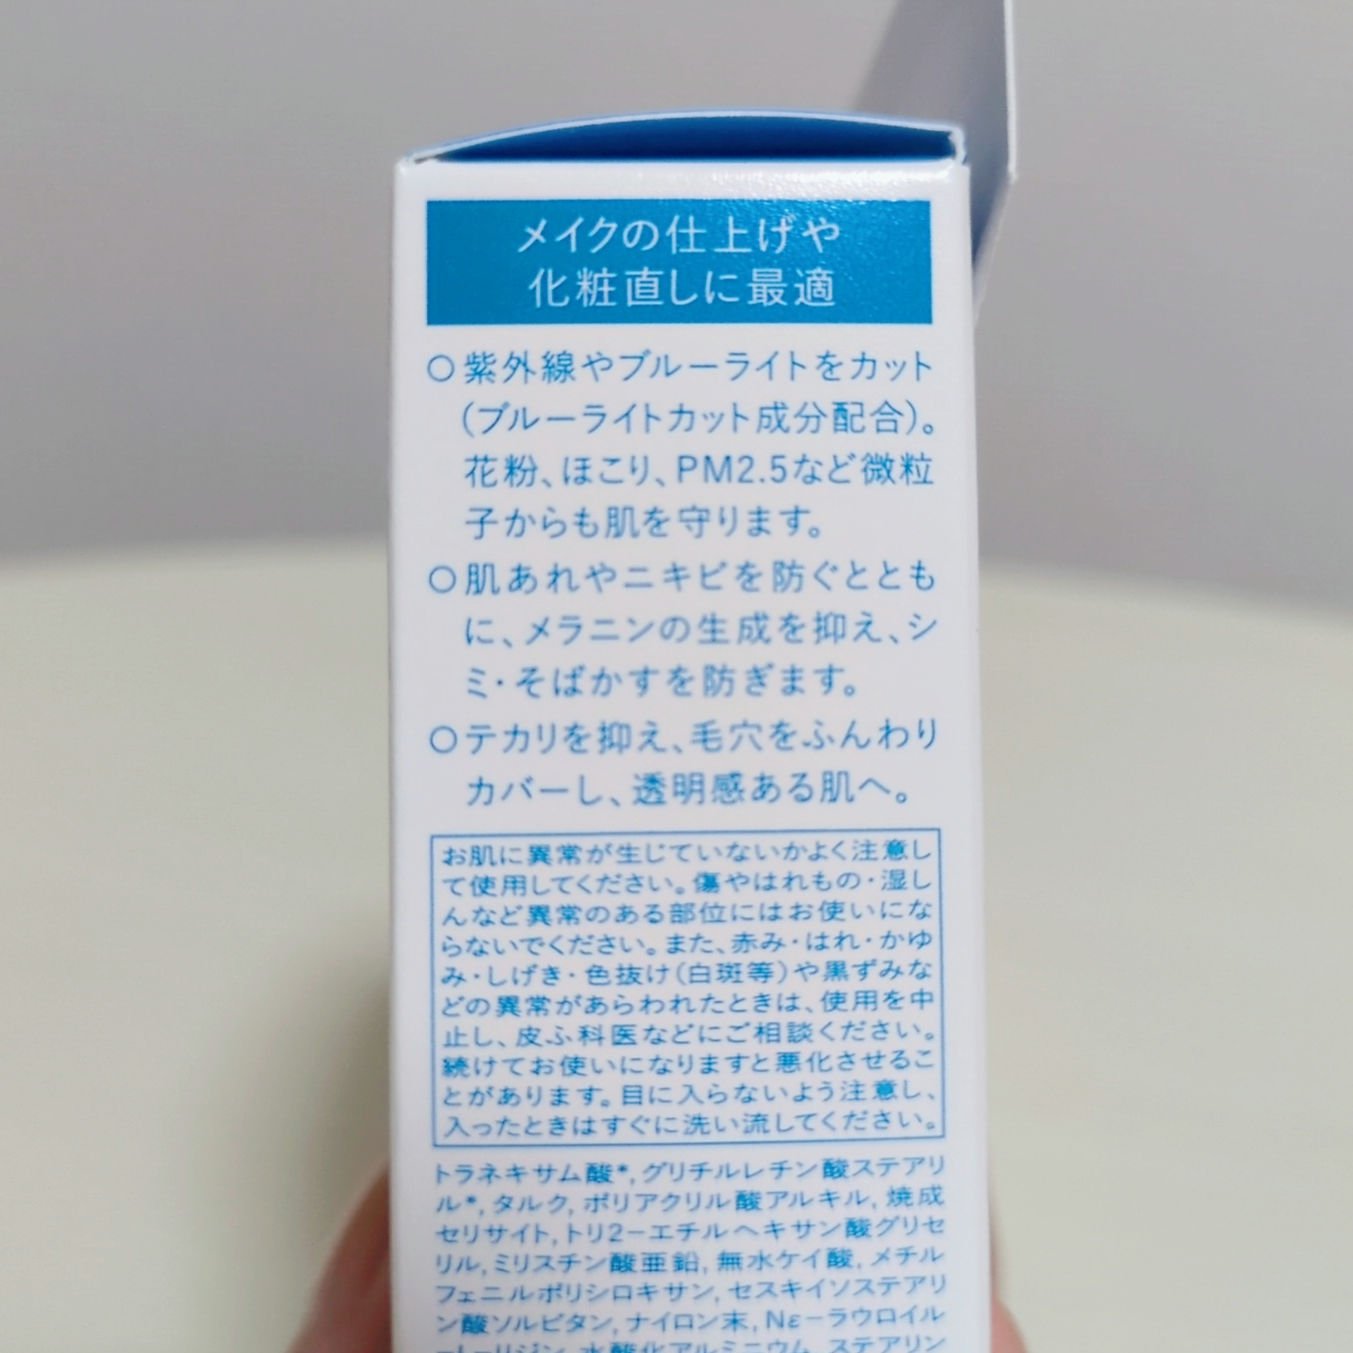 メイクの仕上げや
化粧直しに最適
○紫外線やブルーライトをカット
(ブルーライトカット成分配合)。
花粉、ほこり、PM2.5など微粒
子からも肌を守ります。
○肌あれやニキビを防ぐととも
に、メラニンの生成を抑え、シ
ミ・そばかすを防ぎます。
○テカリを抑え、毛穴をふんわり
カバーし、透明感ある肌へ。
お肌に異常が生じていないかよく注意し
て使用してください。傷やはれもの・湿し
んなど異常のある部位にはお使いにな
らないでください。また、赤み・はれ・かゆ
み・しげき・色抜け(白斑等)や黒ずみな
どの異常があらわれたときは、使用を中
止し、皮ふ科医などにご相談ください。
続けてお使いになりますと悪化させるこ
とがあります。目に入らないよう注意し、
入ったときはすぐに洗い流してください。
トラネキサム酸*,グリチルレチン酸ステアリ
ル*,タルク,ポリアクリル酸アルキル,焼成
セリサイト,トリ2−エチルヘキサン酸グリセ
リル,ミリスチン酸亜鉛,無水ケイ酸,メチル
フェニルポリシロキサン,セスキイソステアリ
ン酸ソルビタン,ナイロン末,Nε−ラウロイル
−L−リジン,水酸化アルミニウム,ステアリン